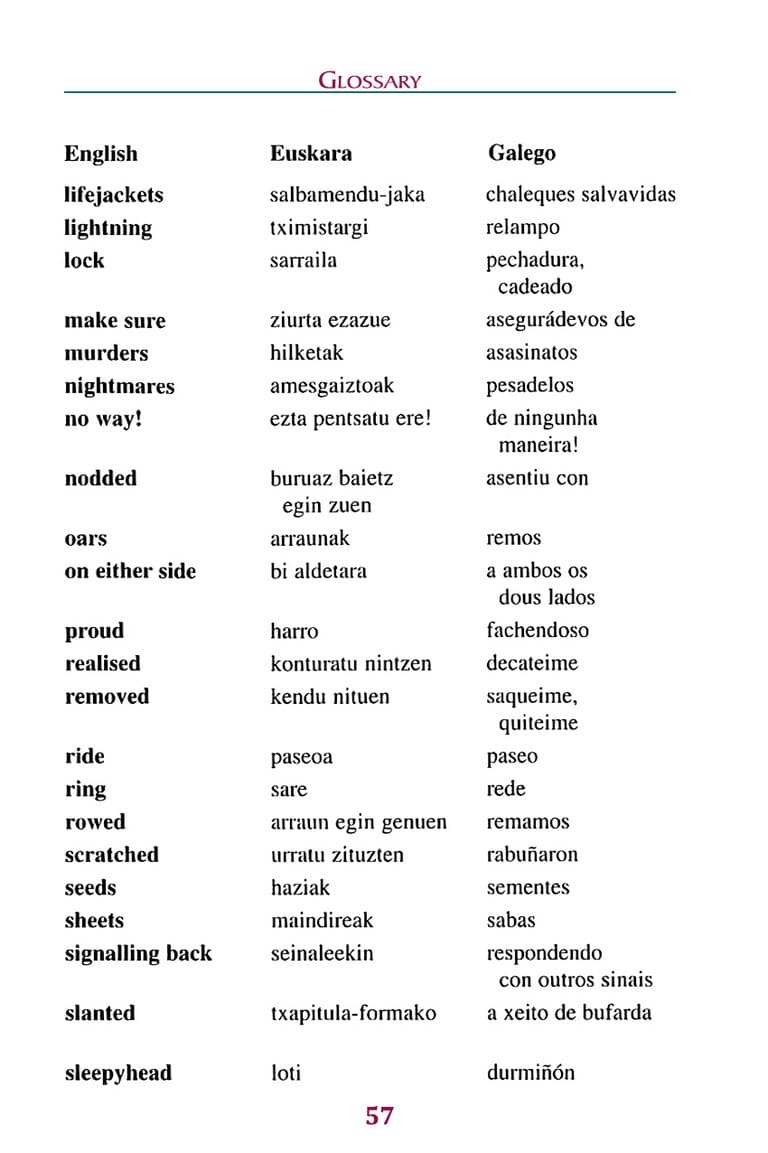 GLOSSARY
English Euskara Galego
lifejackets salbamendu-jaka chaleques salvavidas
lightning tximistargi relampo
lock sarraila pechadura,
cadeado
make sure ziurta ezazue asegurádevos de
murders hilketak asasinatos
nightmares amesgaiztoak pesadelos
no way! ezta pentsatu ere! de ningunha
maneira!
nodded buruaz baietz asentiu con
egin zuen
oars arraunak remos
on either side bi aldetara a ambos os
dous lados
proud harro fachendoso
realised konturatu nintzen decateime
removed kendu nituen saqueime,
quiteime
ride paseoa paseo
ring sare rede
rowed arraun egin genuen remamos
scratched urratu zituzten rabuñaron
seeds haziak sementes
sheets maindireak sabas
signalling back seinaleekin respondendo
con outros sinais
slanted txapitula-formako a xeito de bufarda
sleepyhead loti durmiñón
57